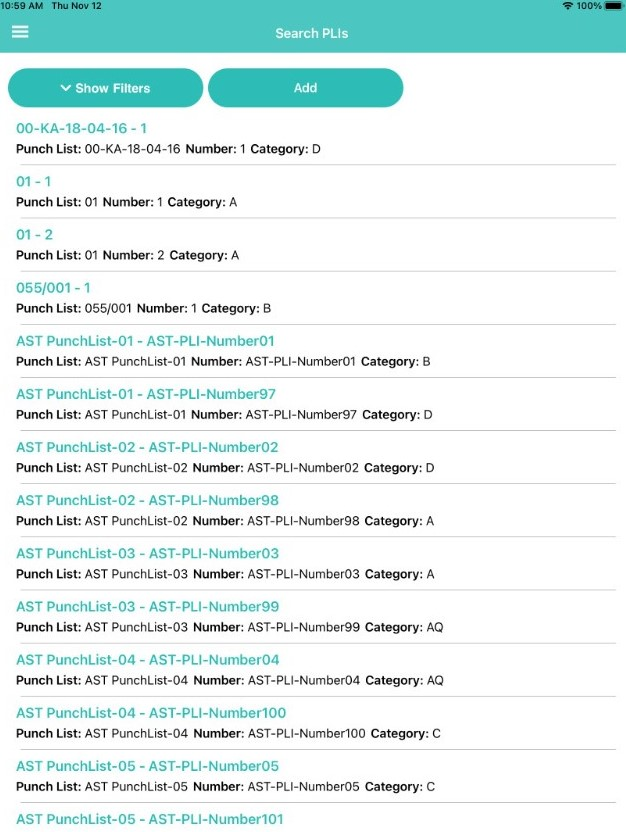 10:59 AM Thu Nov 12 100%
Search PLIs
Show Filters Add
00-KA-18-04-16 - 1
Punch List: 00-KA-18-04-16 Number: 1 Category: D
01 - 1
Punch List: 01 Number: 1 Category: A
01 - 2
Punch List: 01 Number: 2 Category: A
055/001 - 1
Punch List: 055/001 Number: 1 Category: B
AST PunchList-01 - AST-PLI-Number01
Punch List: AST PunchList-01 Number: AST-PLI-Number01 Category: B
AST PunchList-01 - AST-PLI-Number97
Punch List: AST PunchList-01 Number: AST-PLI-Number97 Category: D
AST PunchList-02 - AST-PLI-Number02
Punch List: AST PunchList-02 Number: AST-PLI-Number02 Category: D
AST PunchList-02 - AST-PLI-Number98
Punch List: AST PunchList-02 Number: AST-PLI-Number98 Category: A
AST PunchList-03 - AST-PLI-Number03
Punch List: AST PunchList-03 Number: AST-PLI-Number03 Category: A
AST PunchList-03 - AST-PLI-Number99
Punch List: AST PunchList-03 Number: AST-PLI-Number99 Category: AQ
AST PunchList-04 - AST-PLI-Number04
Punch List: AST PunchList-04 Number: AST-PLI-Number04 Category: AQ
AST PunchList-04 - AST-PLI-Number100
Punch List: AST PunchList-04 Number: AST-PLI-Number100 Category: C
AST PunchList-05 - AST-PLI-Number05
Punch List: AST PunchList-05 Number: AST-PLI-Number05 Category: C
AST PunchList-05 - AST-PLI-Number101